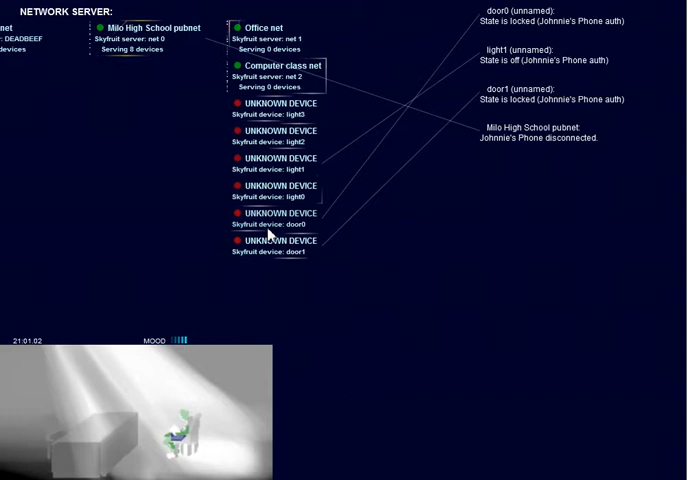 NETWORK SERVER:
net
r: DEADBEEF
devices
Milo High School pubnet
Skyfruit server: net 0
Serving 8 devices
Office net
Skyfruit server: net 1
Serving 0 devices
Computer class net
Skyfruit server: net 2
Serving 0 devices
UNKNOWN DEVICE
Skyfruit device: light3
UNKNOWN DEVICE
Skyfruit device: light2
UNKNOWN DEVICE
Skyfruit device: light1
UNKNOWN DEVICE
Skyfruit device: light0
UNKNOWN DEVICE
Skyfruit device: door0
UNKNOWN DEVICE
Skyfruit device: door1
door0 (unnamed):
State is locked (Johnnie's Phone auth)
light1 (unnamed):
State is off (Johnnie's Phone auth)
door1 (unnamed):
State is locked (Johnnie's Phone auth)
Milo High School pubnet:
Johnnie's Phone disconnected.
21:01.02
MOOD